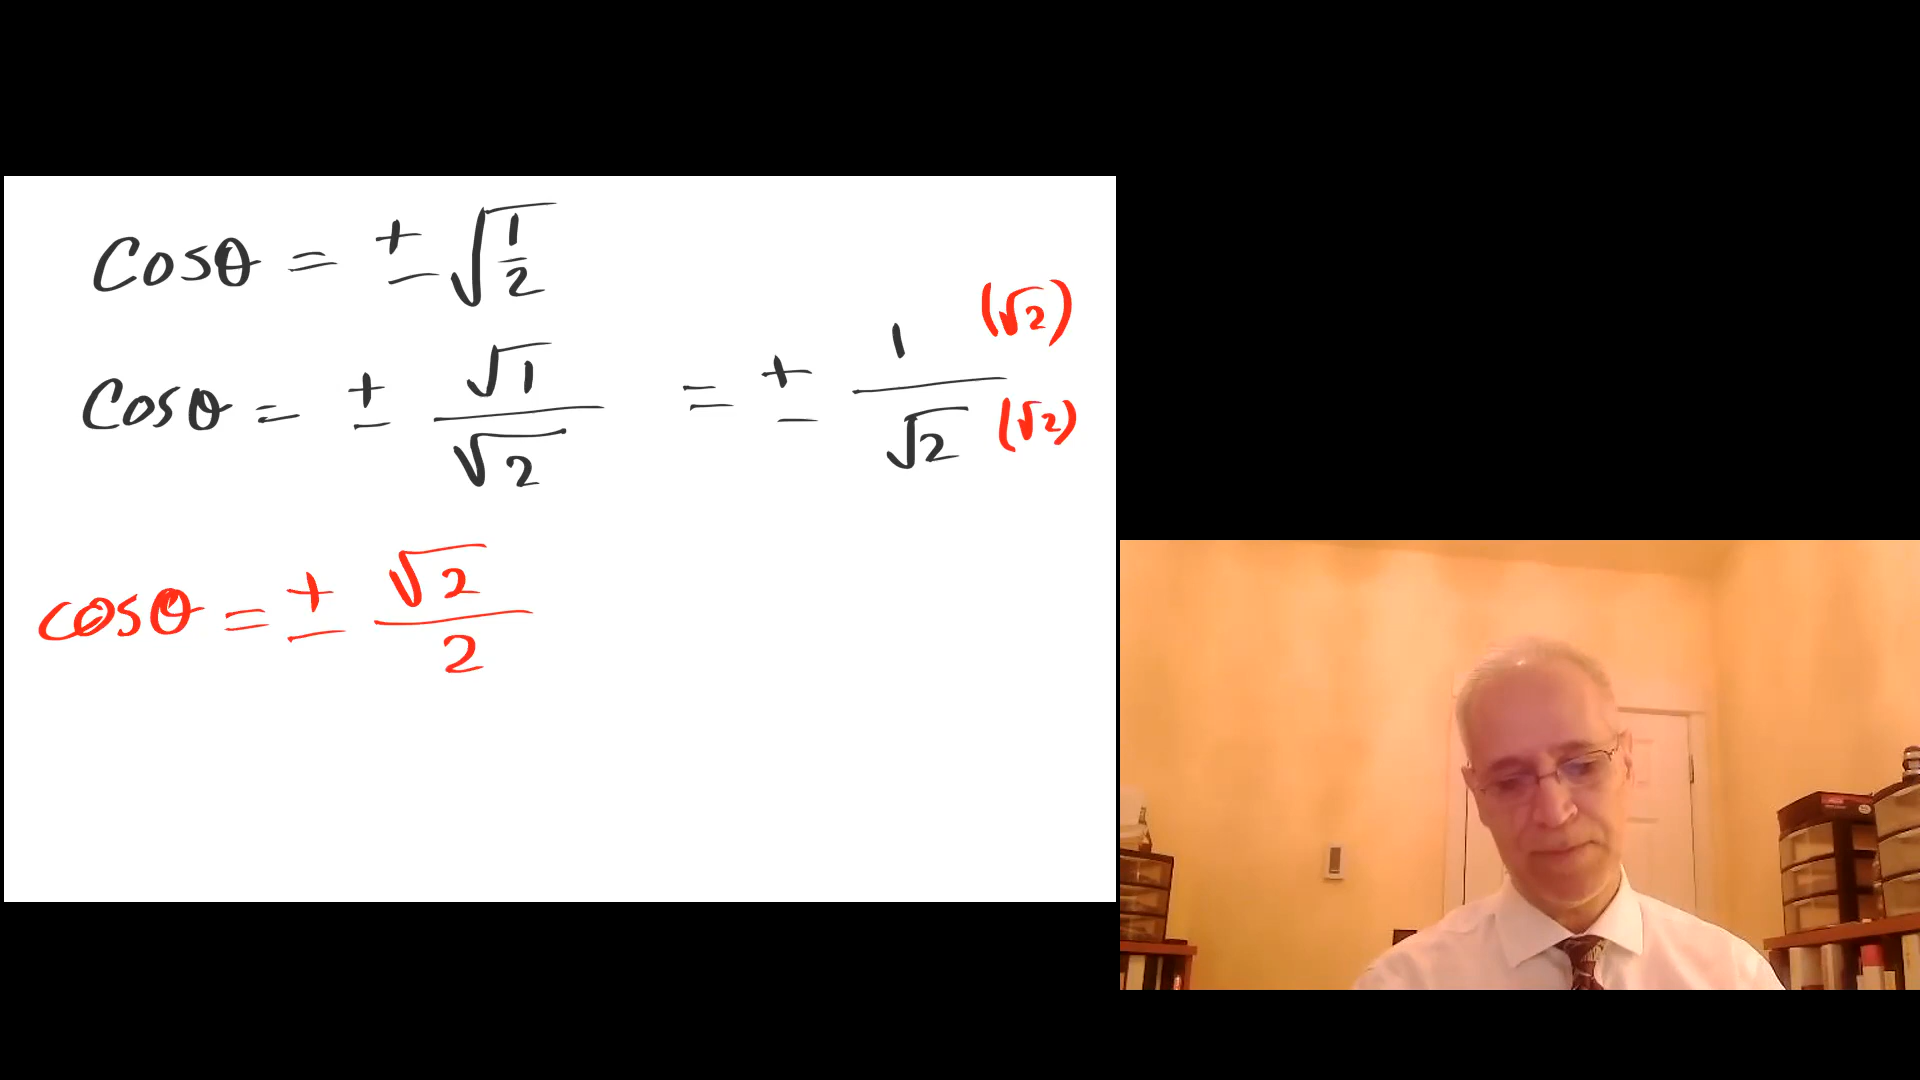 cosθ = ± √(1/2)
cosθ = ± √1/√2 = ± 1/√2 (√2)/(√2)
cosθ = ± √2/2